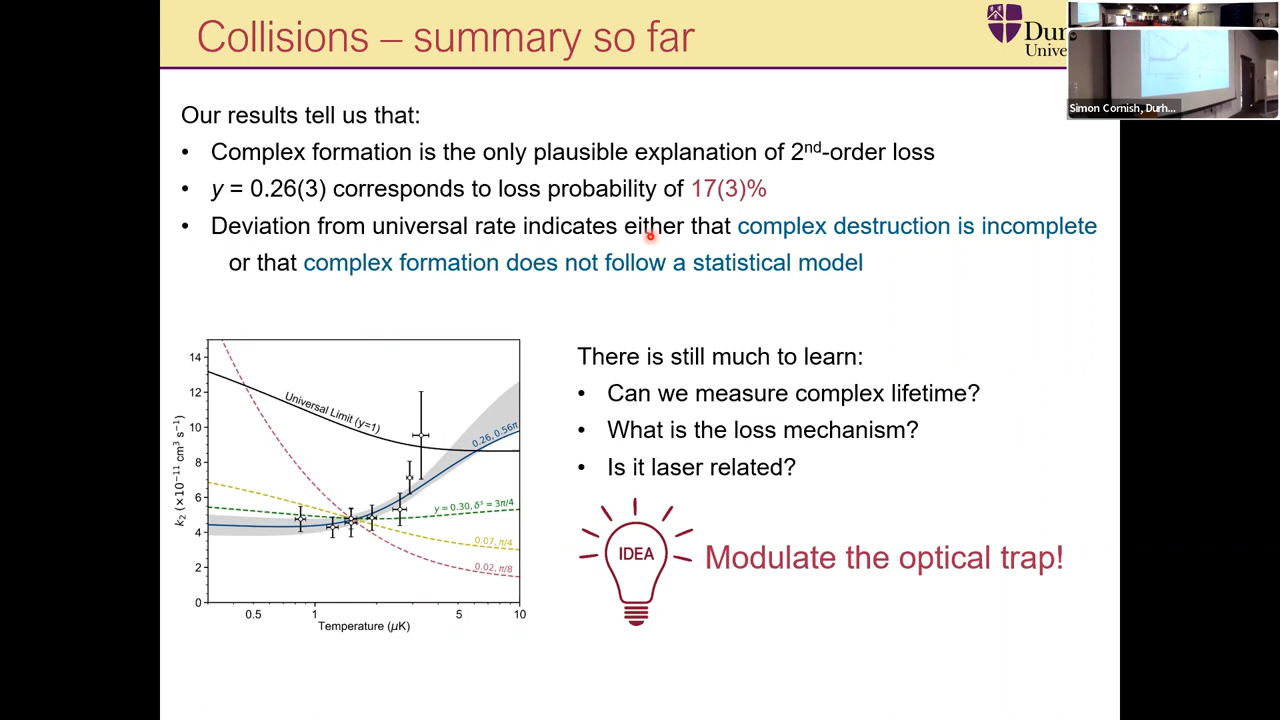 Collisions – summary so far
Dur
Unive
Simon Cornish, Durh...
Our results tell us that:
• Complex formation is the only plausible explanation of 2nd-order loss
• y = 0.26(3) corresponds to loss probability of 17(3)%
• Deviation from universal rate indicates either that complex destruction is incomplete
or that complex formation does not follow a statistical model
14
12
10
8
6
4
2
0
k2 (×10−11 cm3 s−1)
Universal Limit (y=1)
0.26, 0.56π
y = 0.30, δs = 3π/4
0.07, π/4
0.02, π/8
0.5 1 5 10
Temperature (μK)
There is still much to learn:
• Can we measure complex lifetime?
• What is the loss mechanism?
• Is it laser related?
IDEA
Modulate the optical trap!